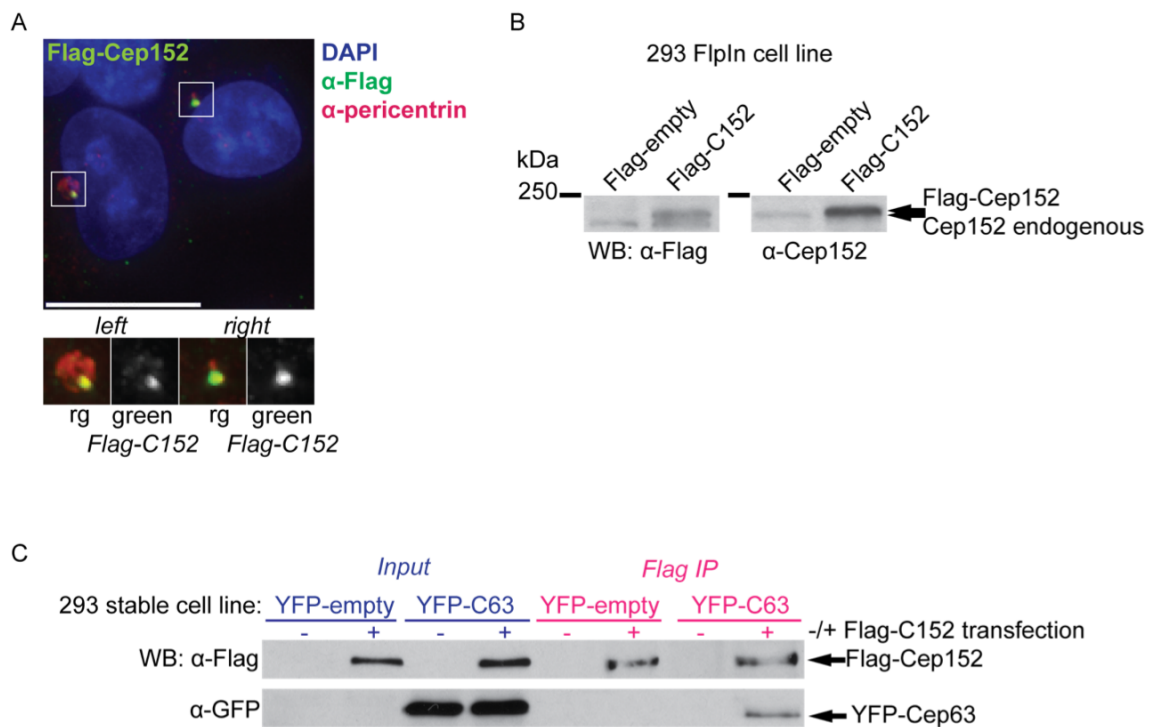 A
Flag-Cep152
DAPI
α-Flag
α-pericentrin
left right
rg green rg green
Flag-C152 Flag-C152
B
293 FlpIn cell line
kDa
250
Flag-empty Flag-C152 Flag-empty Flag-C152
Flag-Cep152
Cep152 endogenous
WB: α-Flag α-Cep152
C
Input Flag IP
293 stable cell line: YFP-empty YFP-C63 YFP-empty YFP-C63
- + - + - + - + -/+ Flag-C152 transfection
WB: α-Flag Flag-Cep152
α-GFP YFP-Cep63